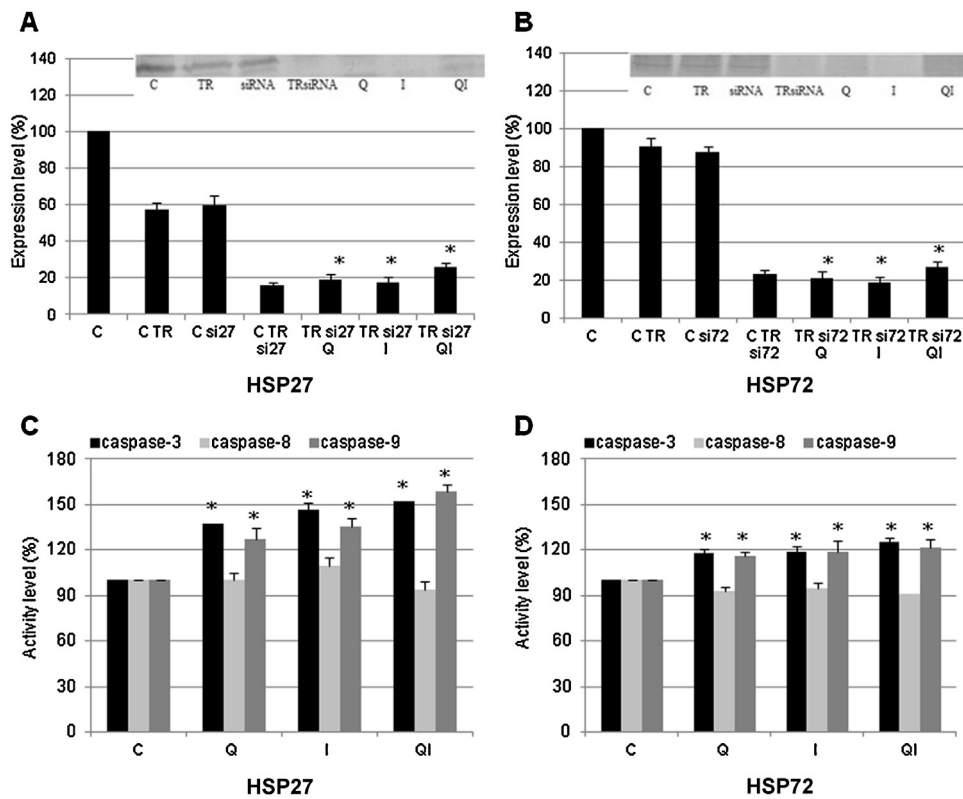 A
140
120
100
80
60
40
20
0
Expression level (%)
C TR siRNA TRsiRNA Q I QI
*
*
*
C
C TR
C si27
C TR
si27
TR si27
Q
TR si27
I
TR si27
QI
HSP27
B
140
120
100
80
60
40
20
0
Expression level (%)
C TR siRNA TRsiRNA Q I QI
*
*
*
C
C TR
C si72
C TR
si72
TR si72
Q
TR si72
I
TR si72
QI
HSP72
C
caspase-3 caspase-8 caspase-9
180
150
120
90
60
30
0
Activity level (%)
* *
* *
* *
C Q I QI
HSP27
D
caspase-3 caspase-8 caspase-9
180
150
120
90
60
30
0
Activity level (%)
* *
* *
* *
C Q I QI
HSP72